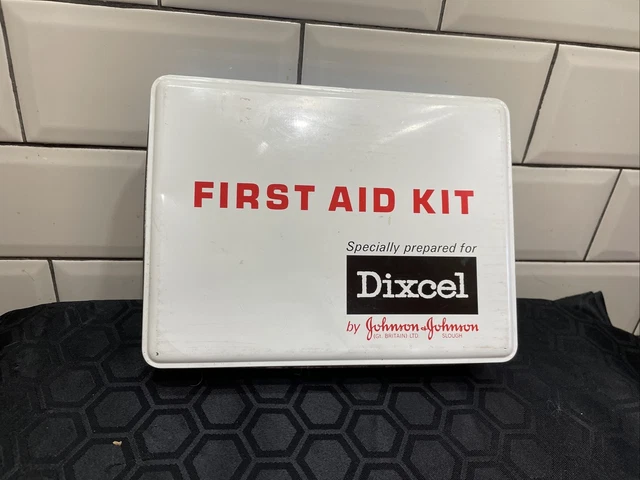 FIRST AID KIT
Specially prepared for
Dixcel
by Johnson & Johnson
(GT. BRITAIN) LTD. SLOUGH